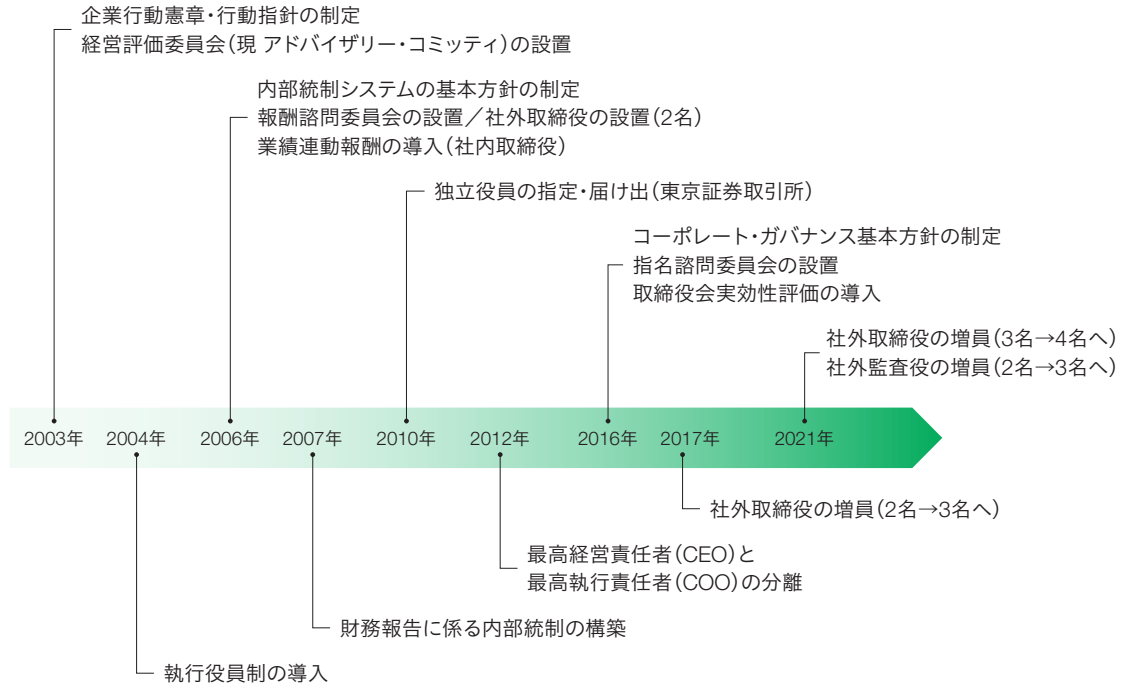 企業行動憲章・行動指針の制定
経営評価委員会（現 アドバイザリー・コミッティ）の設置
内部統制システムの基本方針の制定
報酬諮問委員会の設置／社外取締役の設置（2名）
業績連動報酬の導入（社内取締役）
独立役員の指定・届け出（東京証券取引所）
コーポレート・ガバナンス基本方針の制定
指名諮問委員会の設置
取締役会実効性評価の導入
社外取締役の増員（3名→4名へ）
社外監査役の増員（2名→3名へ）
2003年 2004年 2006年 2007年 2010年 2012年 2016年 2017年 2021年
社外取締役の増員（2名→3名へ）
最高経営責任者（CEO）と
最高執行責任者（COO）の分離
財務報告に係る内部統制の構築
執行役員制の導入